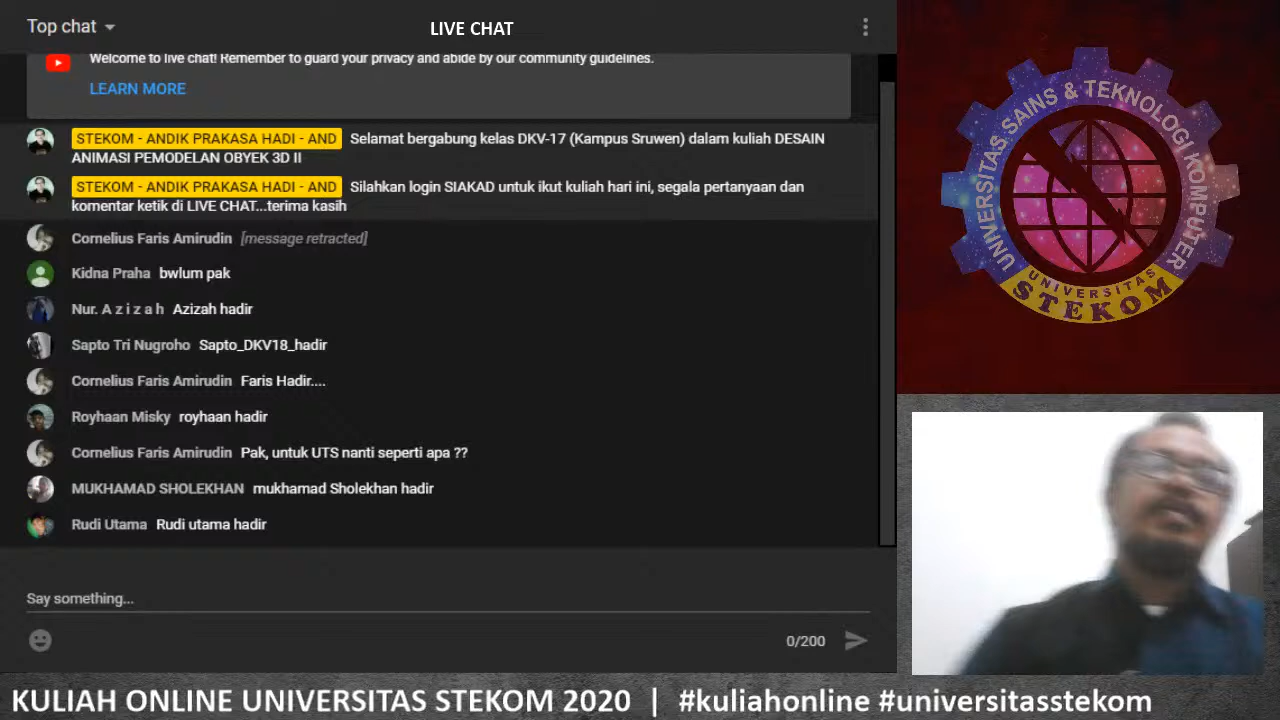 Top chat
LIVE CHAT
Welcome to live chat! Remember to guard your privacy and abide by our community guidelines.
LEARN MORE
STEKOM - ANDIK PRAKASA HADI - AND Selamat bergabung kelas DKV-17 (Kampus Sruwen) dalam kuliah DESAIN
ANIMASI PEMODELAN OBYEK 3D II
STEKOM - ANDIK PRAKASA HADI - AND Silahkan login SIAKAD untuk ikut kuliah hari ini, segala pertanyaan dan
komentar ketik di LIVE CHAT...terima kasih
Cornelius Faris Amirudin [message retracted]
Kidna Praha bwlum pak
Nur. A z i z a h Azizah hadir
Sapto Tri Nugroho Sapto_DKV18_hadir
Cornelius Faris Amirudin Faris Hadir....
Royhaan Misky royhaan hadir
Cornelius Faris Amirudin Pak, untuk UTS nanti seperti apa ??
MUKHAMAD SHOLEKHAN mukhamad Sholekhan hadir
Rudi Utama Rudi utama hadir
Say something...
0/200
UNIVERSITAS SAINS & TEKNOLOGI KOMPUTER
UNIVERSITAS
STEKOM
KULIAH ONLINE UNIVERSITAS STEKOM 2020 | #kuliahonline #universitasstekom